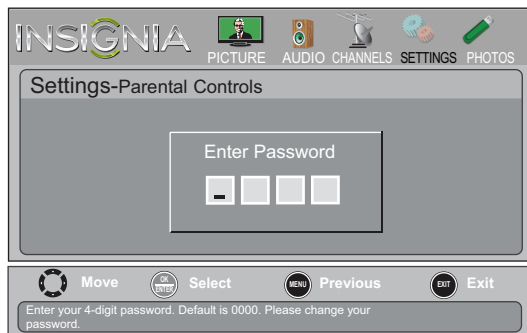 INSIGNIA
PICTURE AUDIO CHANNELS SETTINGS PHOTOS
Settings-Parental Controls
Enter Password
Move OK ENTER Select MENU Previous EXIT Exit
Enter your 4-digit password. Default is 0000. Please change your
password.